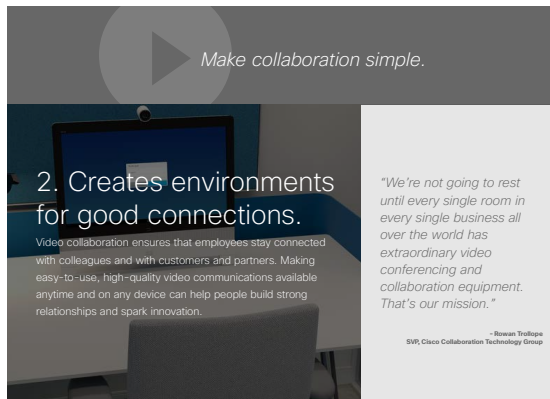 Make collaboration simple.
2. Creates environments
for good connections.
Video collaboration ensures that employees stay connected
with colleagues and with customers and partners. Making
easy-to-use, high-quality video communications available
anytime and on any device can help people build strong
relationships and spark innovation.
“We’re not going to rest
until every single room in
every single business all
over the world has
extraordinary video
conferencing and
collaboration equipment.
That’s our mission.”
– Rowan Trollope
SVP, Cisco Collaboration Technology Group